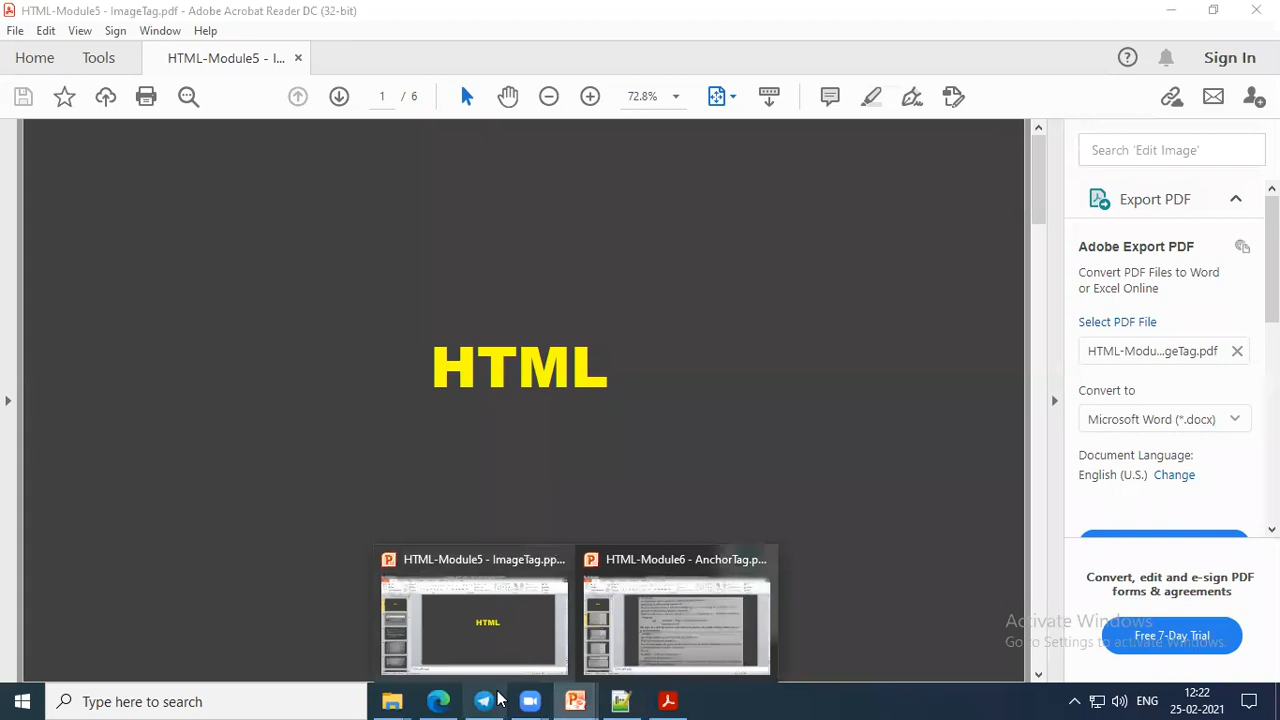 HTML-Module5 - ImageTag.pdf - Adobe Acrobat Reader DC (32-bit)
File Edit View Sign Window Help
Home Tools HTML-Module5 - I... Sign In
1 / 6 72.8%
Search 'Edit Image'
Export PDF
Adobe Export PDF
Convert PDF Files to Word
or Excel Online
Select PDF File
HTML-Modu...geTag.pdf
Convert to
Microsoft Word (*.docx)
Document Language:
English (U.S.) Change
HTML
HTML-Module5 - ImageTag.pp... HTML-Module6 - AnchorTag.p...
HTML
Convert, edit and e-sign PDF
forms & agreements
Activate Windows
Go to Settings to activate Windows.
Free 7-Day Trial
Type here to search
ENG
12:22
25-02-2021